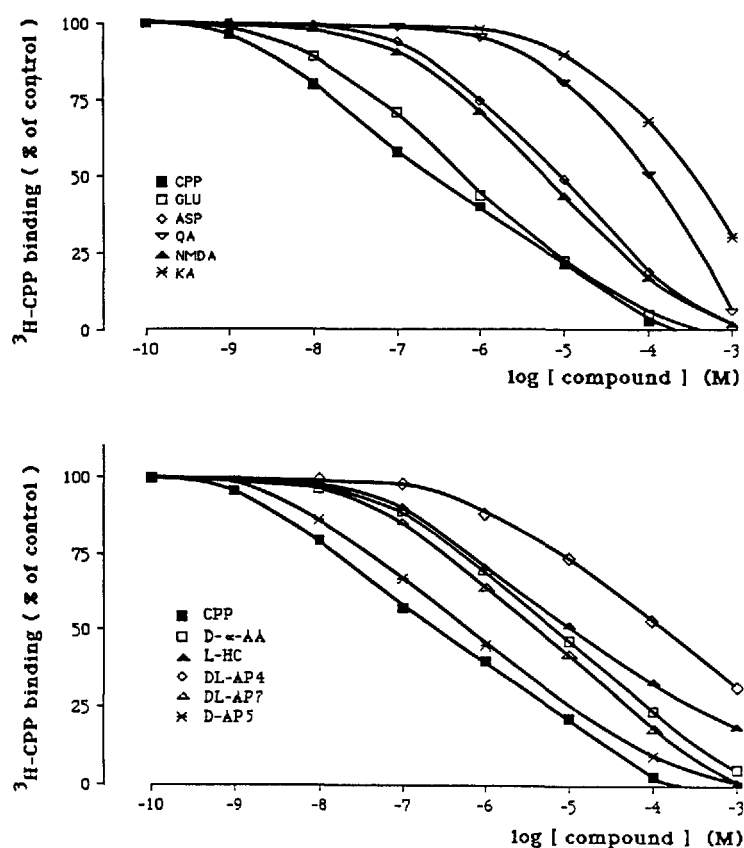 ³H-CPP binding ( % of control )
100
75
50
25
0
CPP
GLU
ASP
QA
NMDA
KA
-10 -9 -8 -7 -6 -5 -4 -3
log [ compound ] (M)
³H-CPP binding ( % of control )
100
75
50
25
0
CPP
D-α-AA
L-HC
DL-AP4
DL-AP7
D-AP5
-10 -9 -8 -7 -6 -5 -4 -3
log [ compound ] (M)